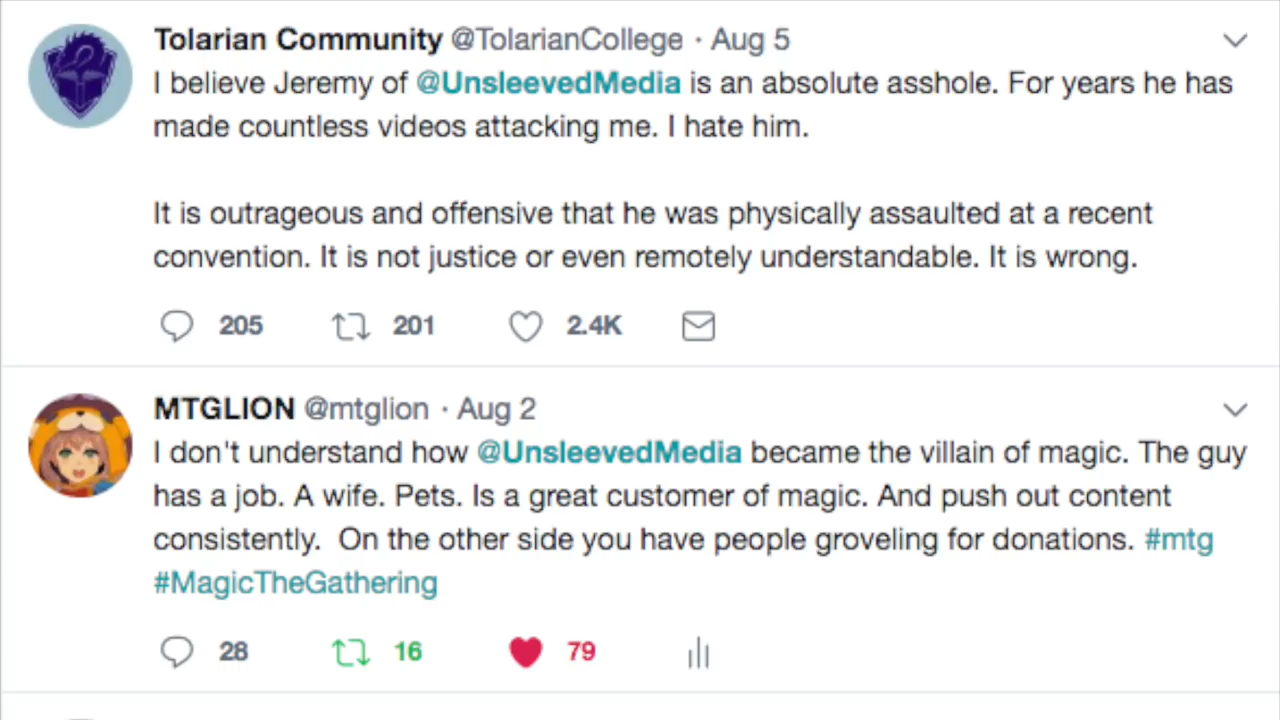 Tolarian Community @TolarianCollege · Aug 5
I believe Jeremy of @UnsleevedMedia is an absolute asshole. For years he has
made countless videos attacking me. I hate him.
It is outrageous and offensive that he was physically assaulted at a recent
convention. It is not justice or even remotely understandable. It is wrong.
205 201 2.4K
MTGLION @mtglion · Aug 2
I don't understand how @UnsleevedMedia became the villain of magic. The guy
has a job. A wife. Pets. Is a great customer of magic. And push out content
consistently.  On the other side you have people groveling for donations. #mtg
#MagicTheGathering
28 16 79